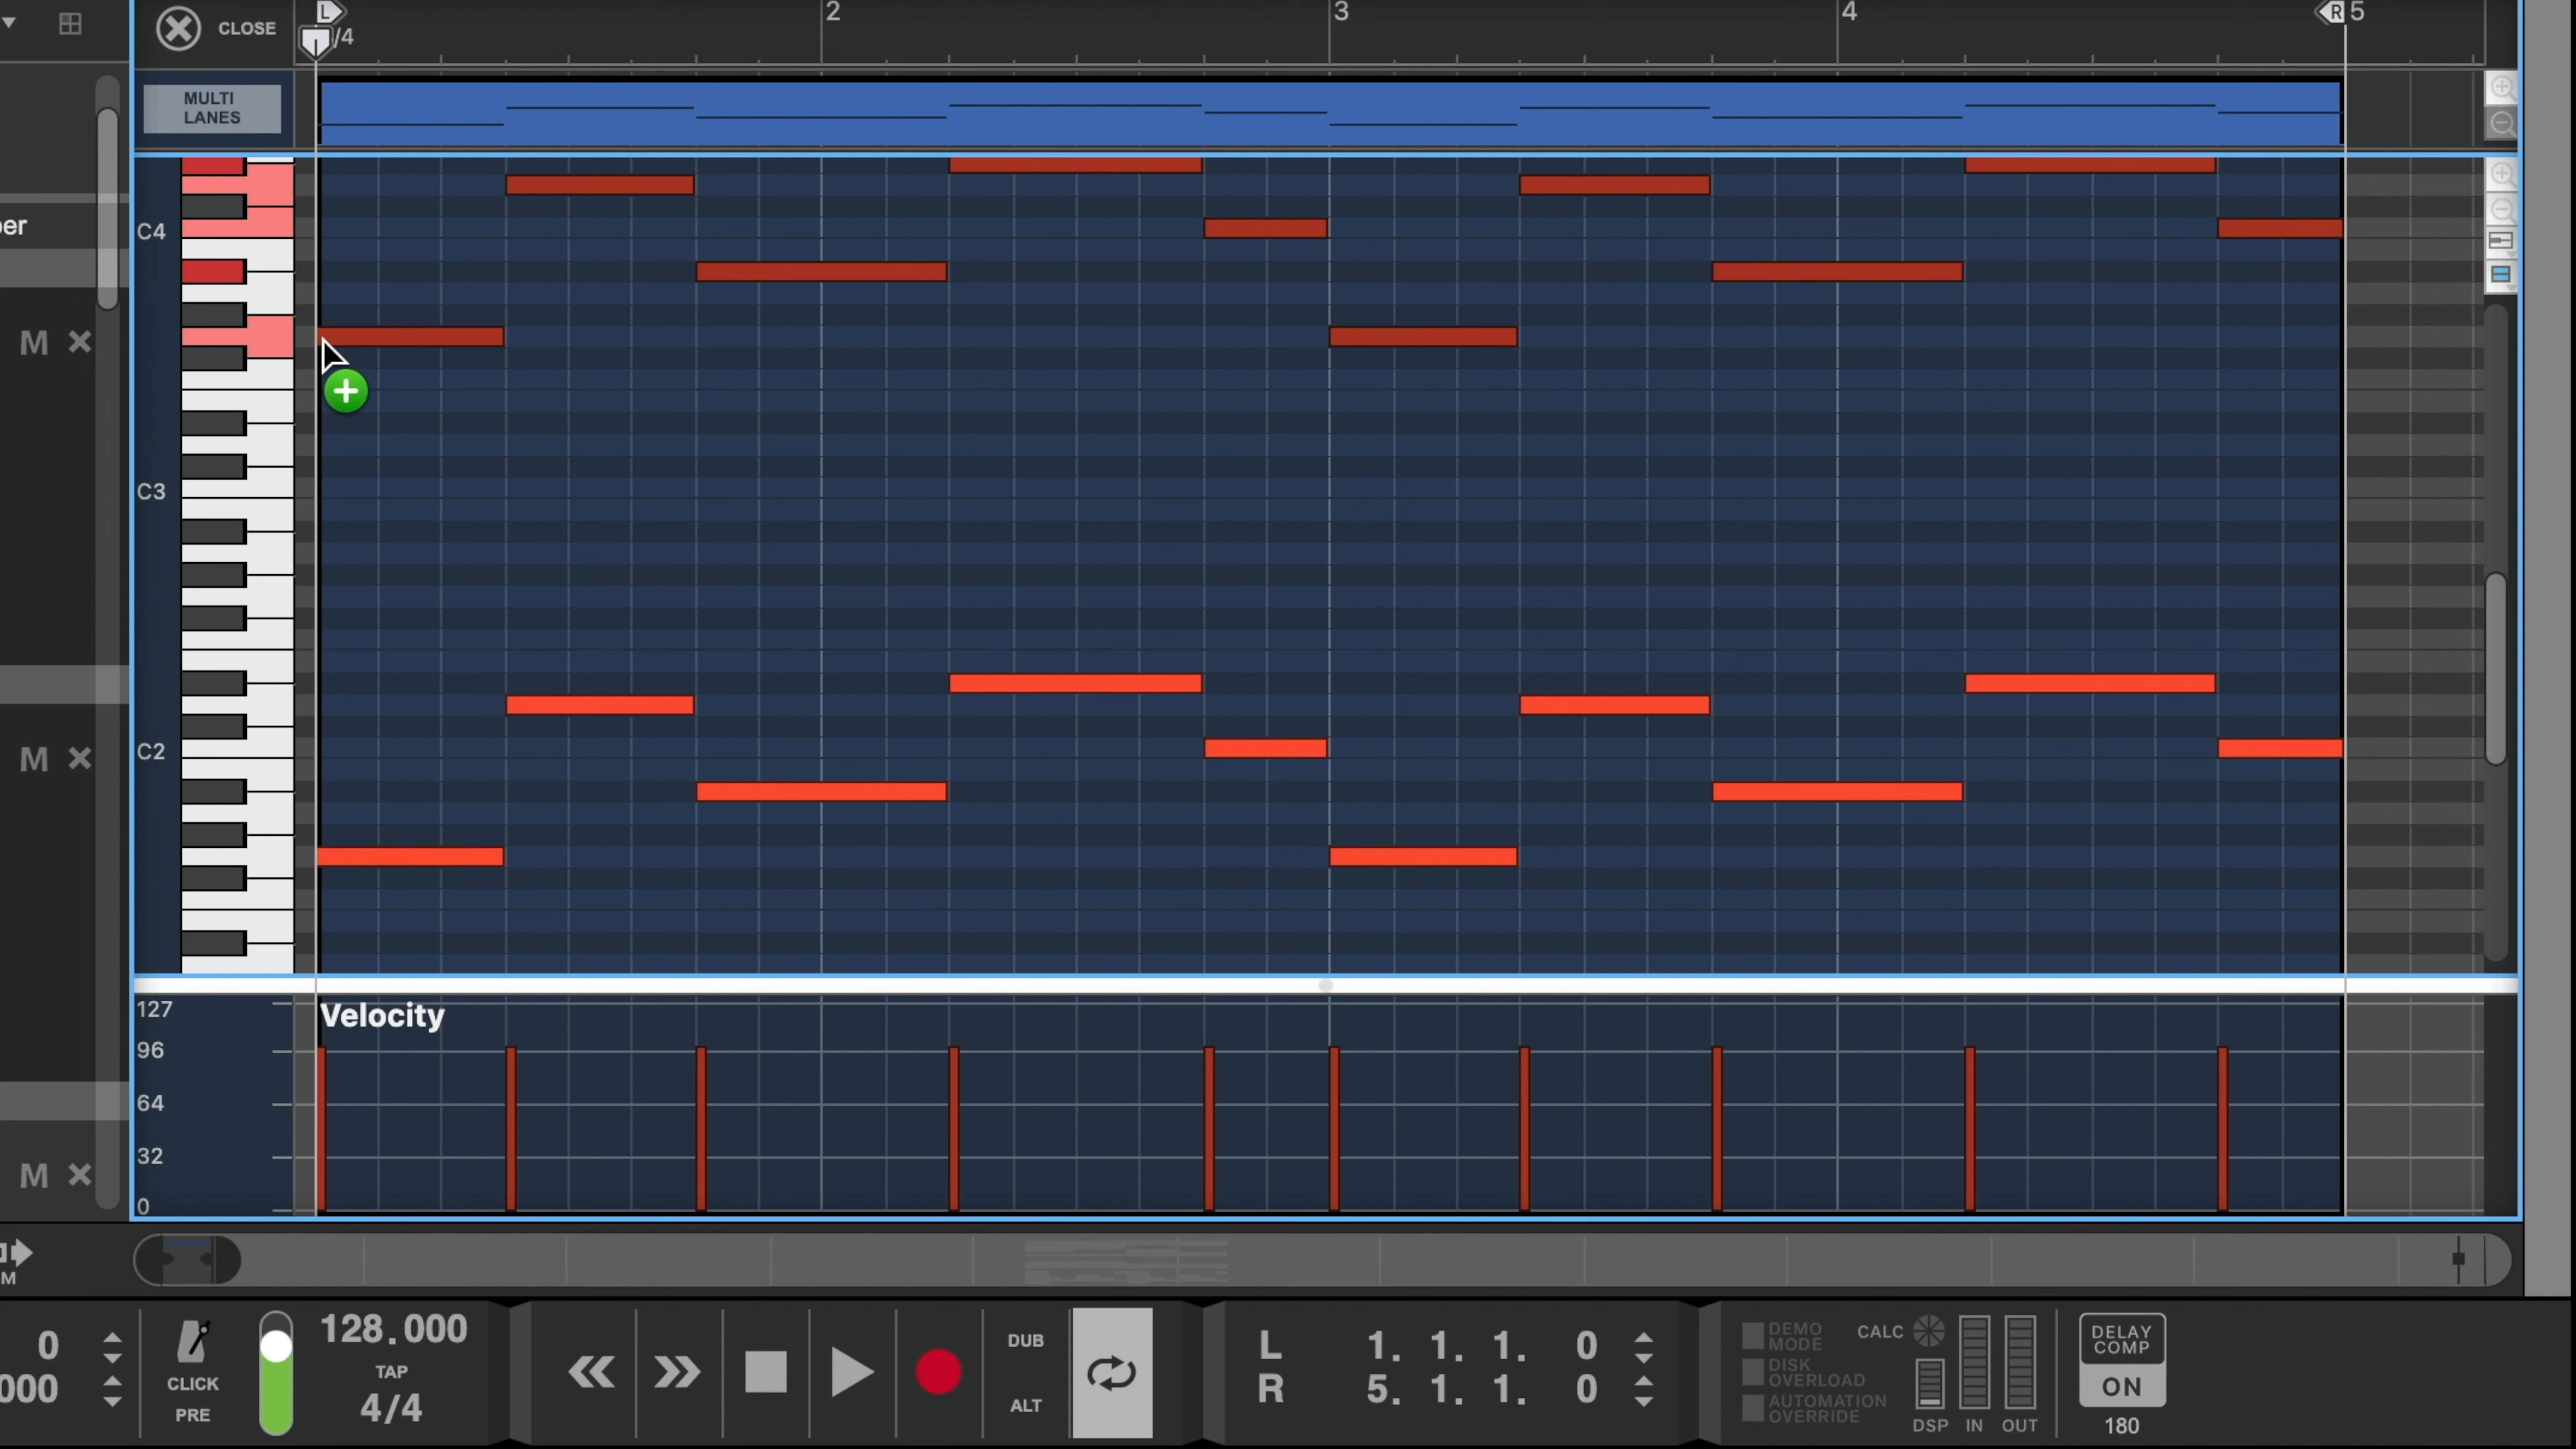 CLOSE
L
/4
2
3
4
R
5
MULTI
LANES
er
C4
M
C3
C2
M
M
127
Velocity
96
64
32
0
M
0
000
CLICK
PRE
128.000
TAP
4/4
DUB
ALT
L 1. 1. 1. 0
R 5. 1. 1. 0
DEMO
MODE
DISK
OVERLOAD
AUTOMATION
OVERRIDE
CALC
DSP
IN
OUT
DELAY
COMP
ON
180